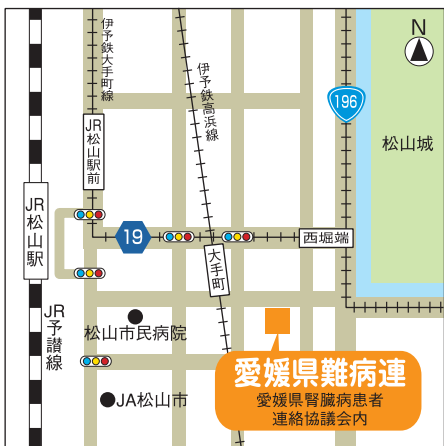 N
伊予鉄大手町線
伊予鉄高浜線
196
松山城
JR松山駅前
JR松山駅
19
西堀端
大手町
JR予讃線
松山市民病院
愛媛県難病連
愛媛県腎臓病患者
連絡協議会内
JA松山市